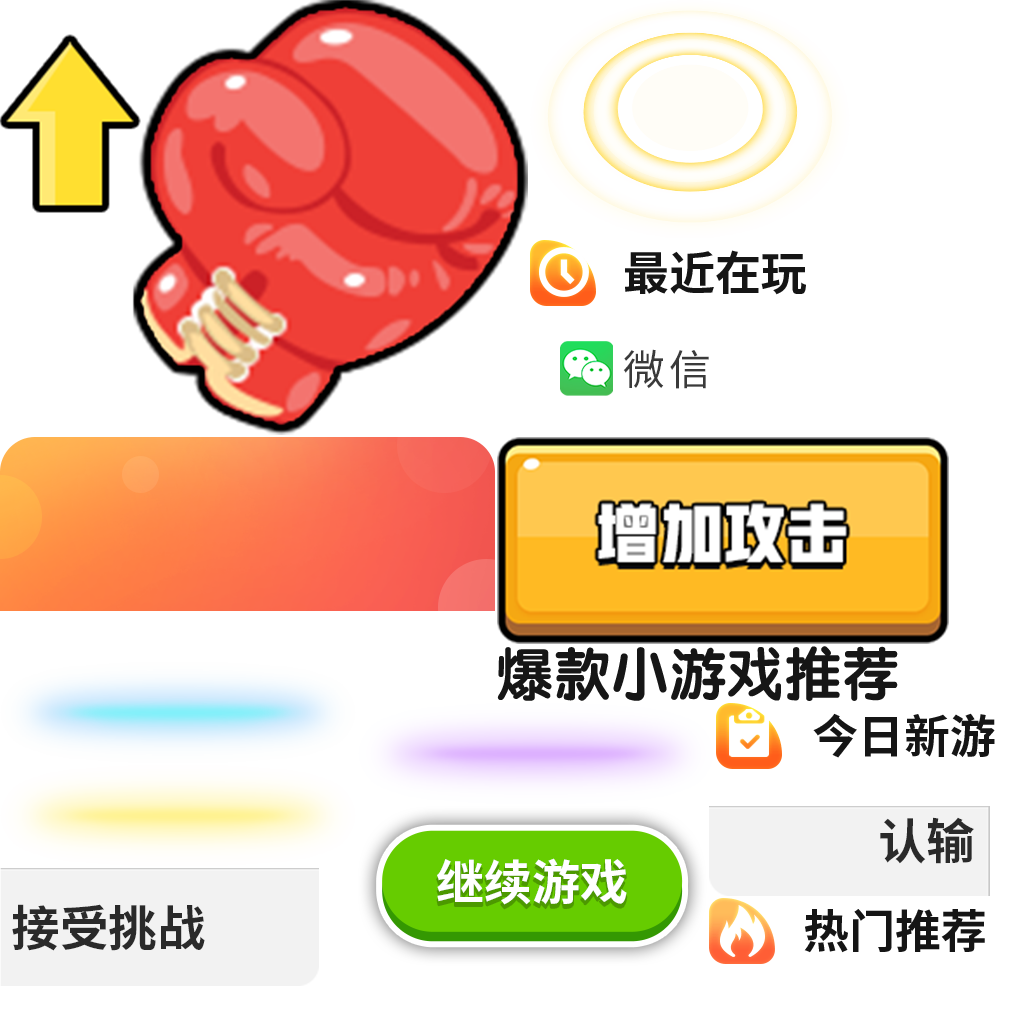 最近在玩
微信
增加攻击
爆款小游戏推荐
今日新游
认输
继续游戏
接受挑战
热门推荐